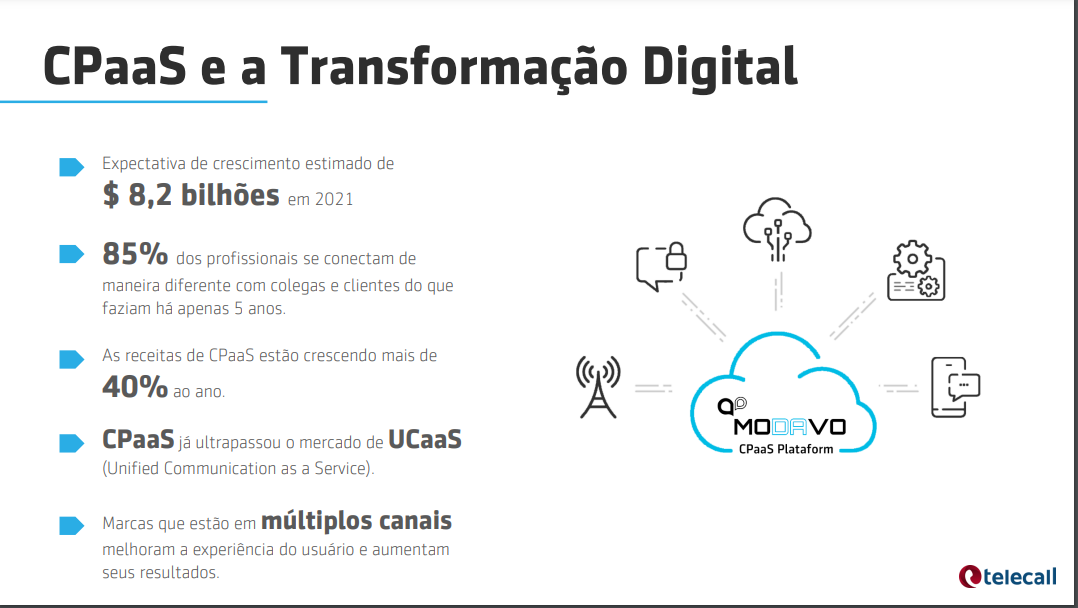 CPaaS e a Transformação Digital
Expectativa de crescimento estimado de
$ 8,2 bilhões em 2021
85% dos profissionais se conectam de
maneira diferente com colegas e clientes do que
faziam há apenas 5 anos.
As receitas de CPaaS estão crescendo mais de
40% ao ano.
CPaaS já ultrapassou o mercado de UCaaS
(Unified Communication as a Service).
Marcas que estão em múltiplos canais
melhoram a experiência do usuário e aumentam
seus resultados.
MODAVO
CPaaS Plataform
telecall